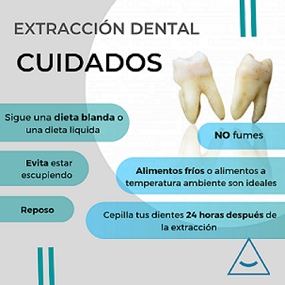 EXTRACCIÓN DENTAL
CUIDADOS
Sigue una dieta blanda o
una dieta liquida
NO fumes
Evita estar
escupiendo
Alimentos fríos o alimentos a
temperatura ambiente son ideales
Reposo
Cepilla tus dientes 24 horas después de
la extracción